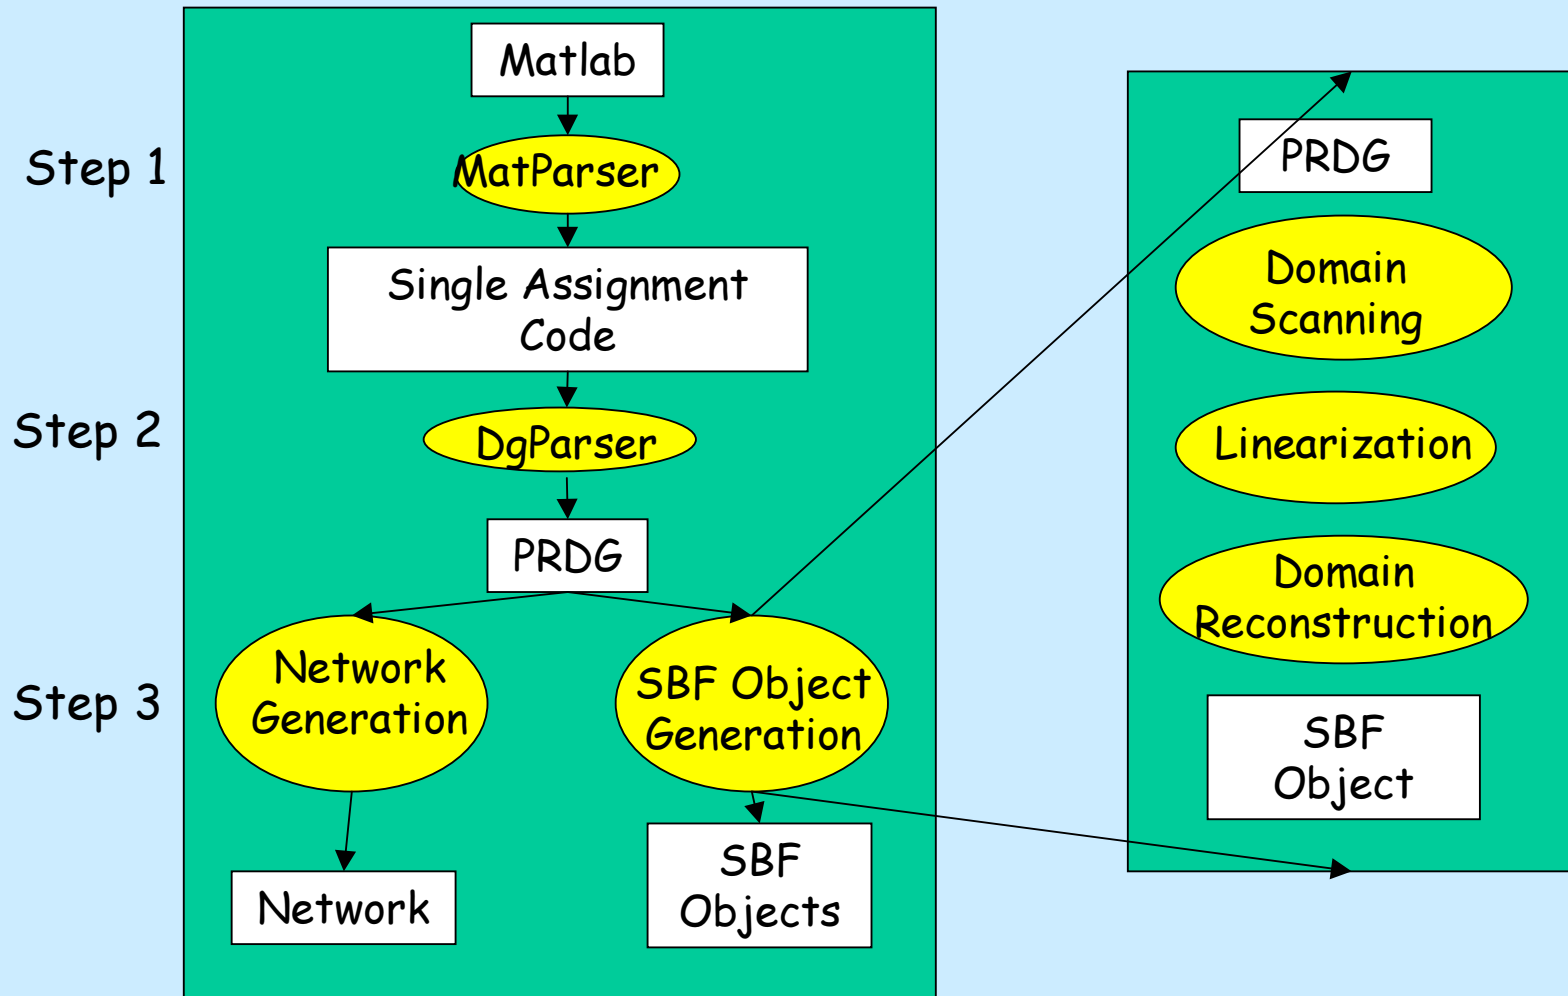 Matlab
Step 1
MatParser
Single Assignment
Code
Step 2
DgParser
PRDG
Step 3
Network
Generation
SBF Object
Generation
Network
SBF
Objects
PRDG
Domain
Scanning
Linearization
Domain
Reconstruction
SBF
Object